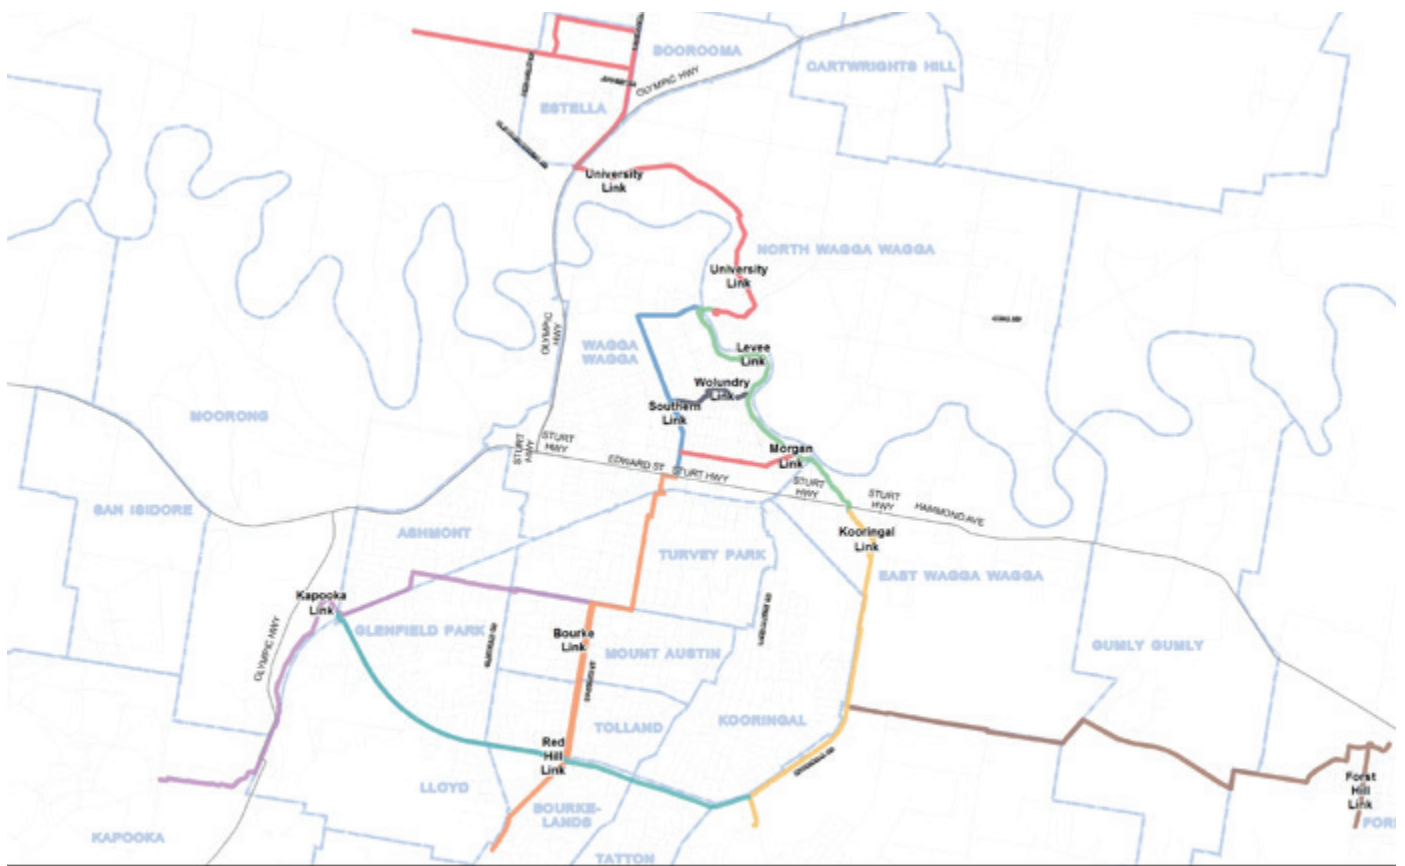 BOOROOMA
CARTWRIGHTS HILL
OLYMPIC HWY
ESTELLA
University
Link
NORTH WAGGA WAGGA
University
Link
OLYMPIC
HWY
WAGGA
WAGGA
Levee
Link
Wolundry
Link
Southern
Link
MOORONG
STURT
HWY
STURT
HWY
EDWARD ST
STURT HWY
Morgan
Link
STURT
HWY
STURT
HWY
HAMMOND AVE
SAN ISIDORE
ASHMONT
TURVEY PARK
Kooringal
Link
EAST WAGGA WAGGA
Kapooka
Link
GLENFIELD PARK
OLYMPIC HWY
Bourke
Link
MOUNT AUSTIN
GUMLY GUMLY
TOLLAND
KOORINGAL
Red
Hill
Link
LLOYD
BOURKE-
LANDS
Forst
Hill
Link
KAPOOKA
TATTON
FOR